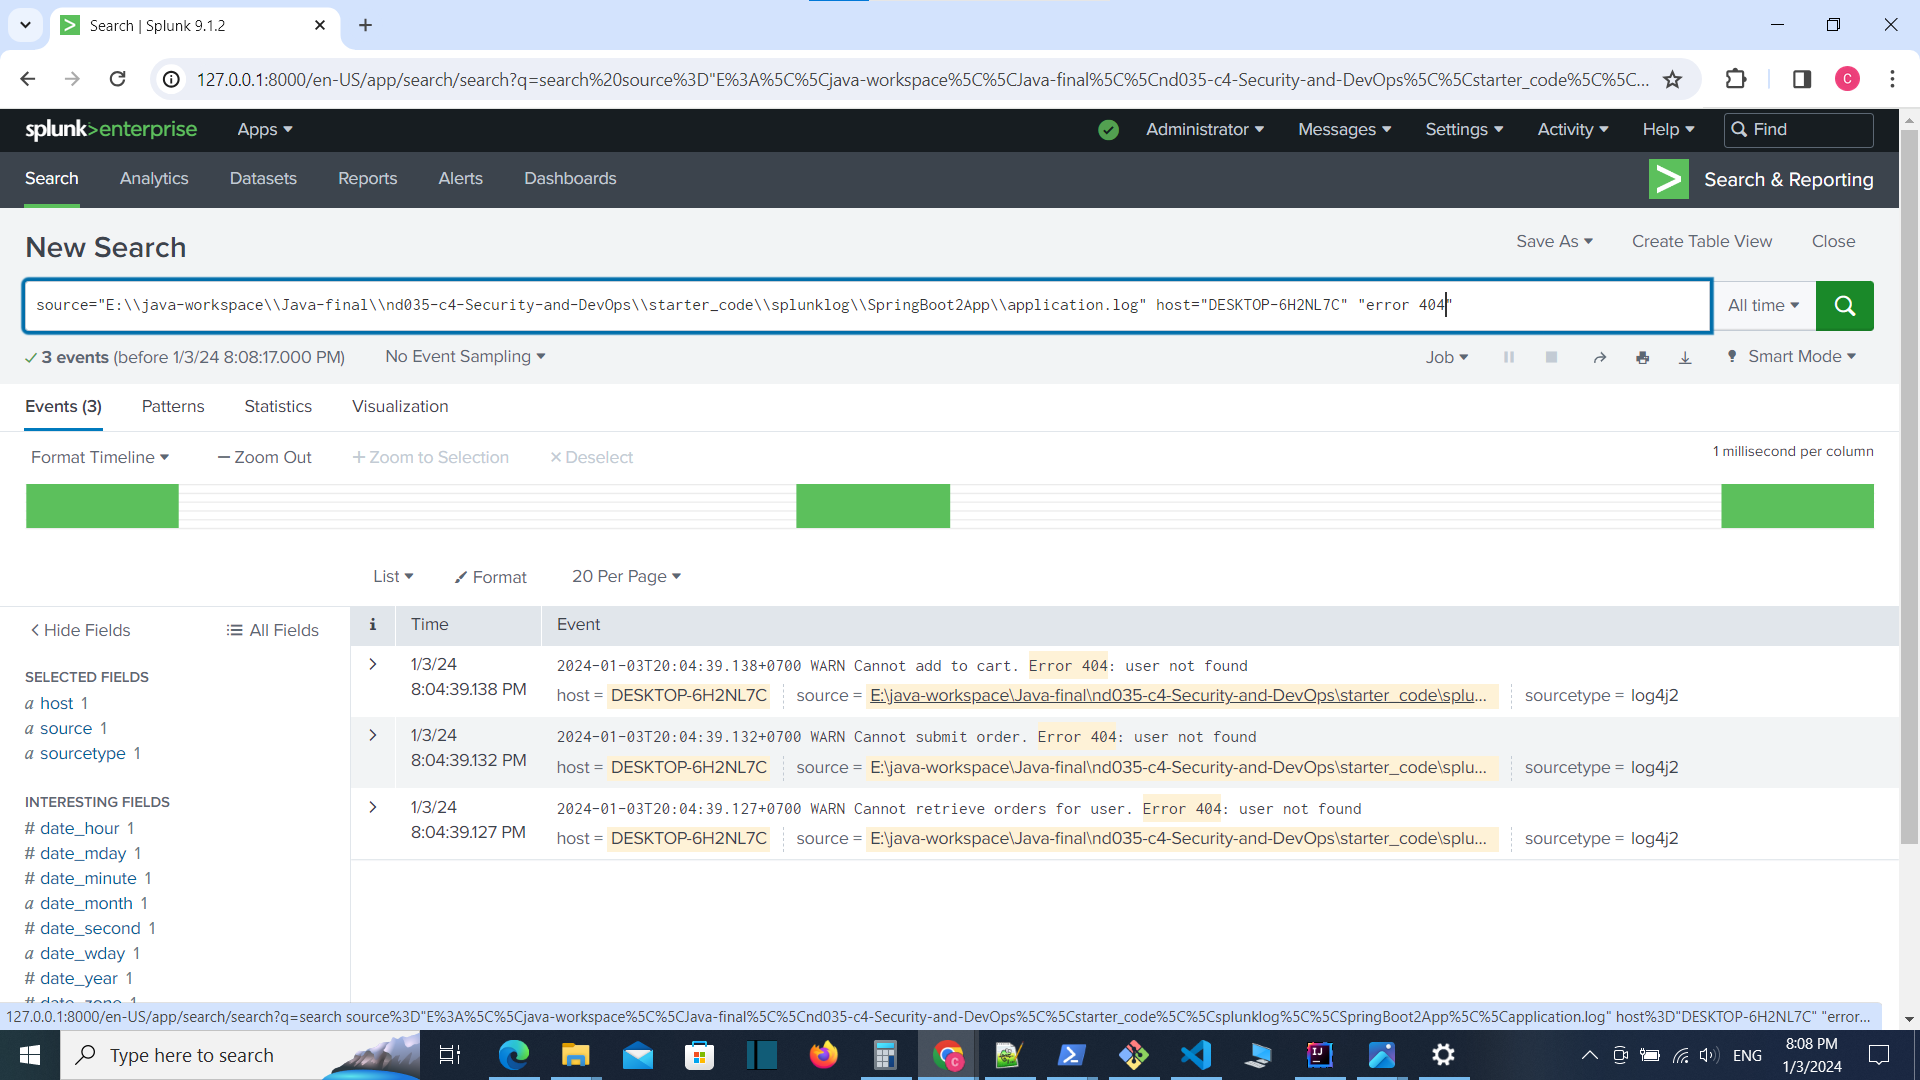 Search | Splunk 9.1.2
127.0.0.1:8000/en-US/app/search/search?q=search%20source%3D"E%3A%5C%5Cjava-workspace%5C%5CJava-final%5C%5Cnd035-c4-Security-and-DevOps%5C%5Cstarter_code%5C%5C...
C
splunk>enterprise Apps Administrator Messages Settings Activity Help Find
Search Analytics Datasets Reports Alerts Dashboards Search & Reporting
New Search Save As Create Table View Close
source="E:\\java-workspace\\Java-final\\nd035-c4-Security-and-DevOps\\starter_code\\splunklog\\SpringBoot2App\\application.log" host="DESKTOP-6H2NL7C" "error 404" All time
3 events (before 1/3/24 8:08:17.000 PM) No Event Sampling Job Smart Mode
Events (3) Patterns Statistics Visualization
Format Timeline — Zoom Out + Zoom to Selection × Deselect 1 millisecond per column
List Format 20 Per Page
Hide Fields All Fields
i Time Event
SELECTED FIELDS
a host 1
a source 1
a sourcetype 1
INTERESTING FIELDS
# date_hour 1
# date_mday 1
# date_minute 1
a date_month 1
# date_second 1
a date_wday 1
# date_year 1
# date_zone 1
1/3/24
8:04:39.138 PM
2024-01-03T20:04:39.138+0700 WARN Cannot add to cart. Error 404: user not found
host = DESKTOP-6H2NL7C source = E:\java-workspace\Java-final\nd035-c4-Security-and-DevOps\starter_code\splu... sourcetype = log4j2
1/3/24
8:04:39.132 PM
2024-01-03T20:04:39.132+0700 WARN Cannot submit order. Error 404: user not found
host = DESKTOP-6H2NL7C source = E:\java-workspace\Java-final\nd035-c4-Security-and-DevOps\starter_code\splu... sourcetype = log4j2
1/3/24
8:04:39.127 PM
2024-01-03T20:04:39.127+0700 WARN Cannot retrieve orders for user. Error 404: user not found
host = DESKTOP-6H2NL7C source = E:\java-workspace\Java-final\nd035-c4-Security-and-DevOps\starter_code\splu... sourcetype = log4j2
127.0.0.1:8000/en-US/app/search/search?q=search source%3D"E%3A%5C%5Cjava-workspace%5C%5CJava-final%5C%5Cnd035-c4-Security-and-DevOps%5C%5Cstarter_code%5C%5Csplunklog%5C%5CSpringBoot2App%5C%5Capplication.log" host%3D"DESKTOP-6H2NL7C" "error...
Type here to search C IJ ENG
8:08 PM
1/3/2024